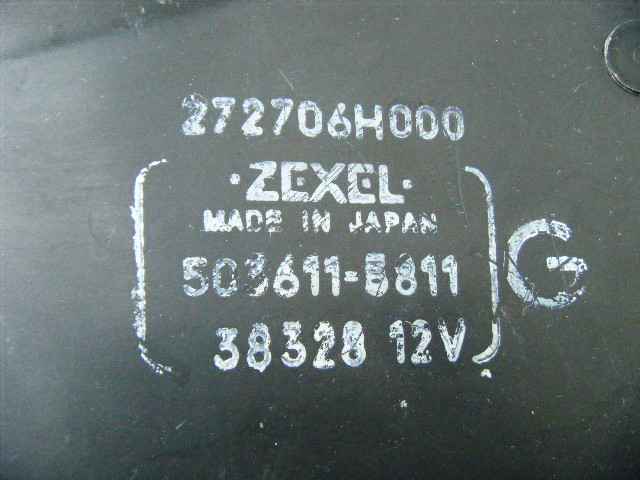 272706H000
·ZEXEL·
MADE IN JAPAN
503611-5811
38328 12V
G